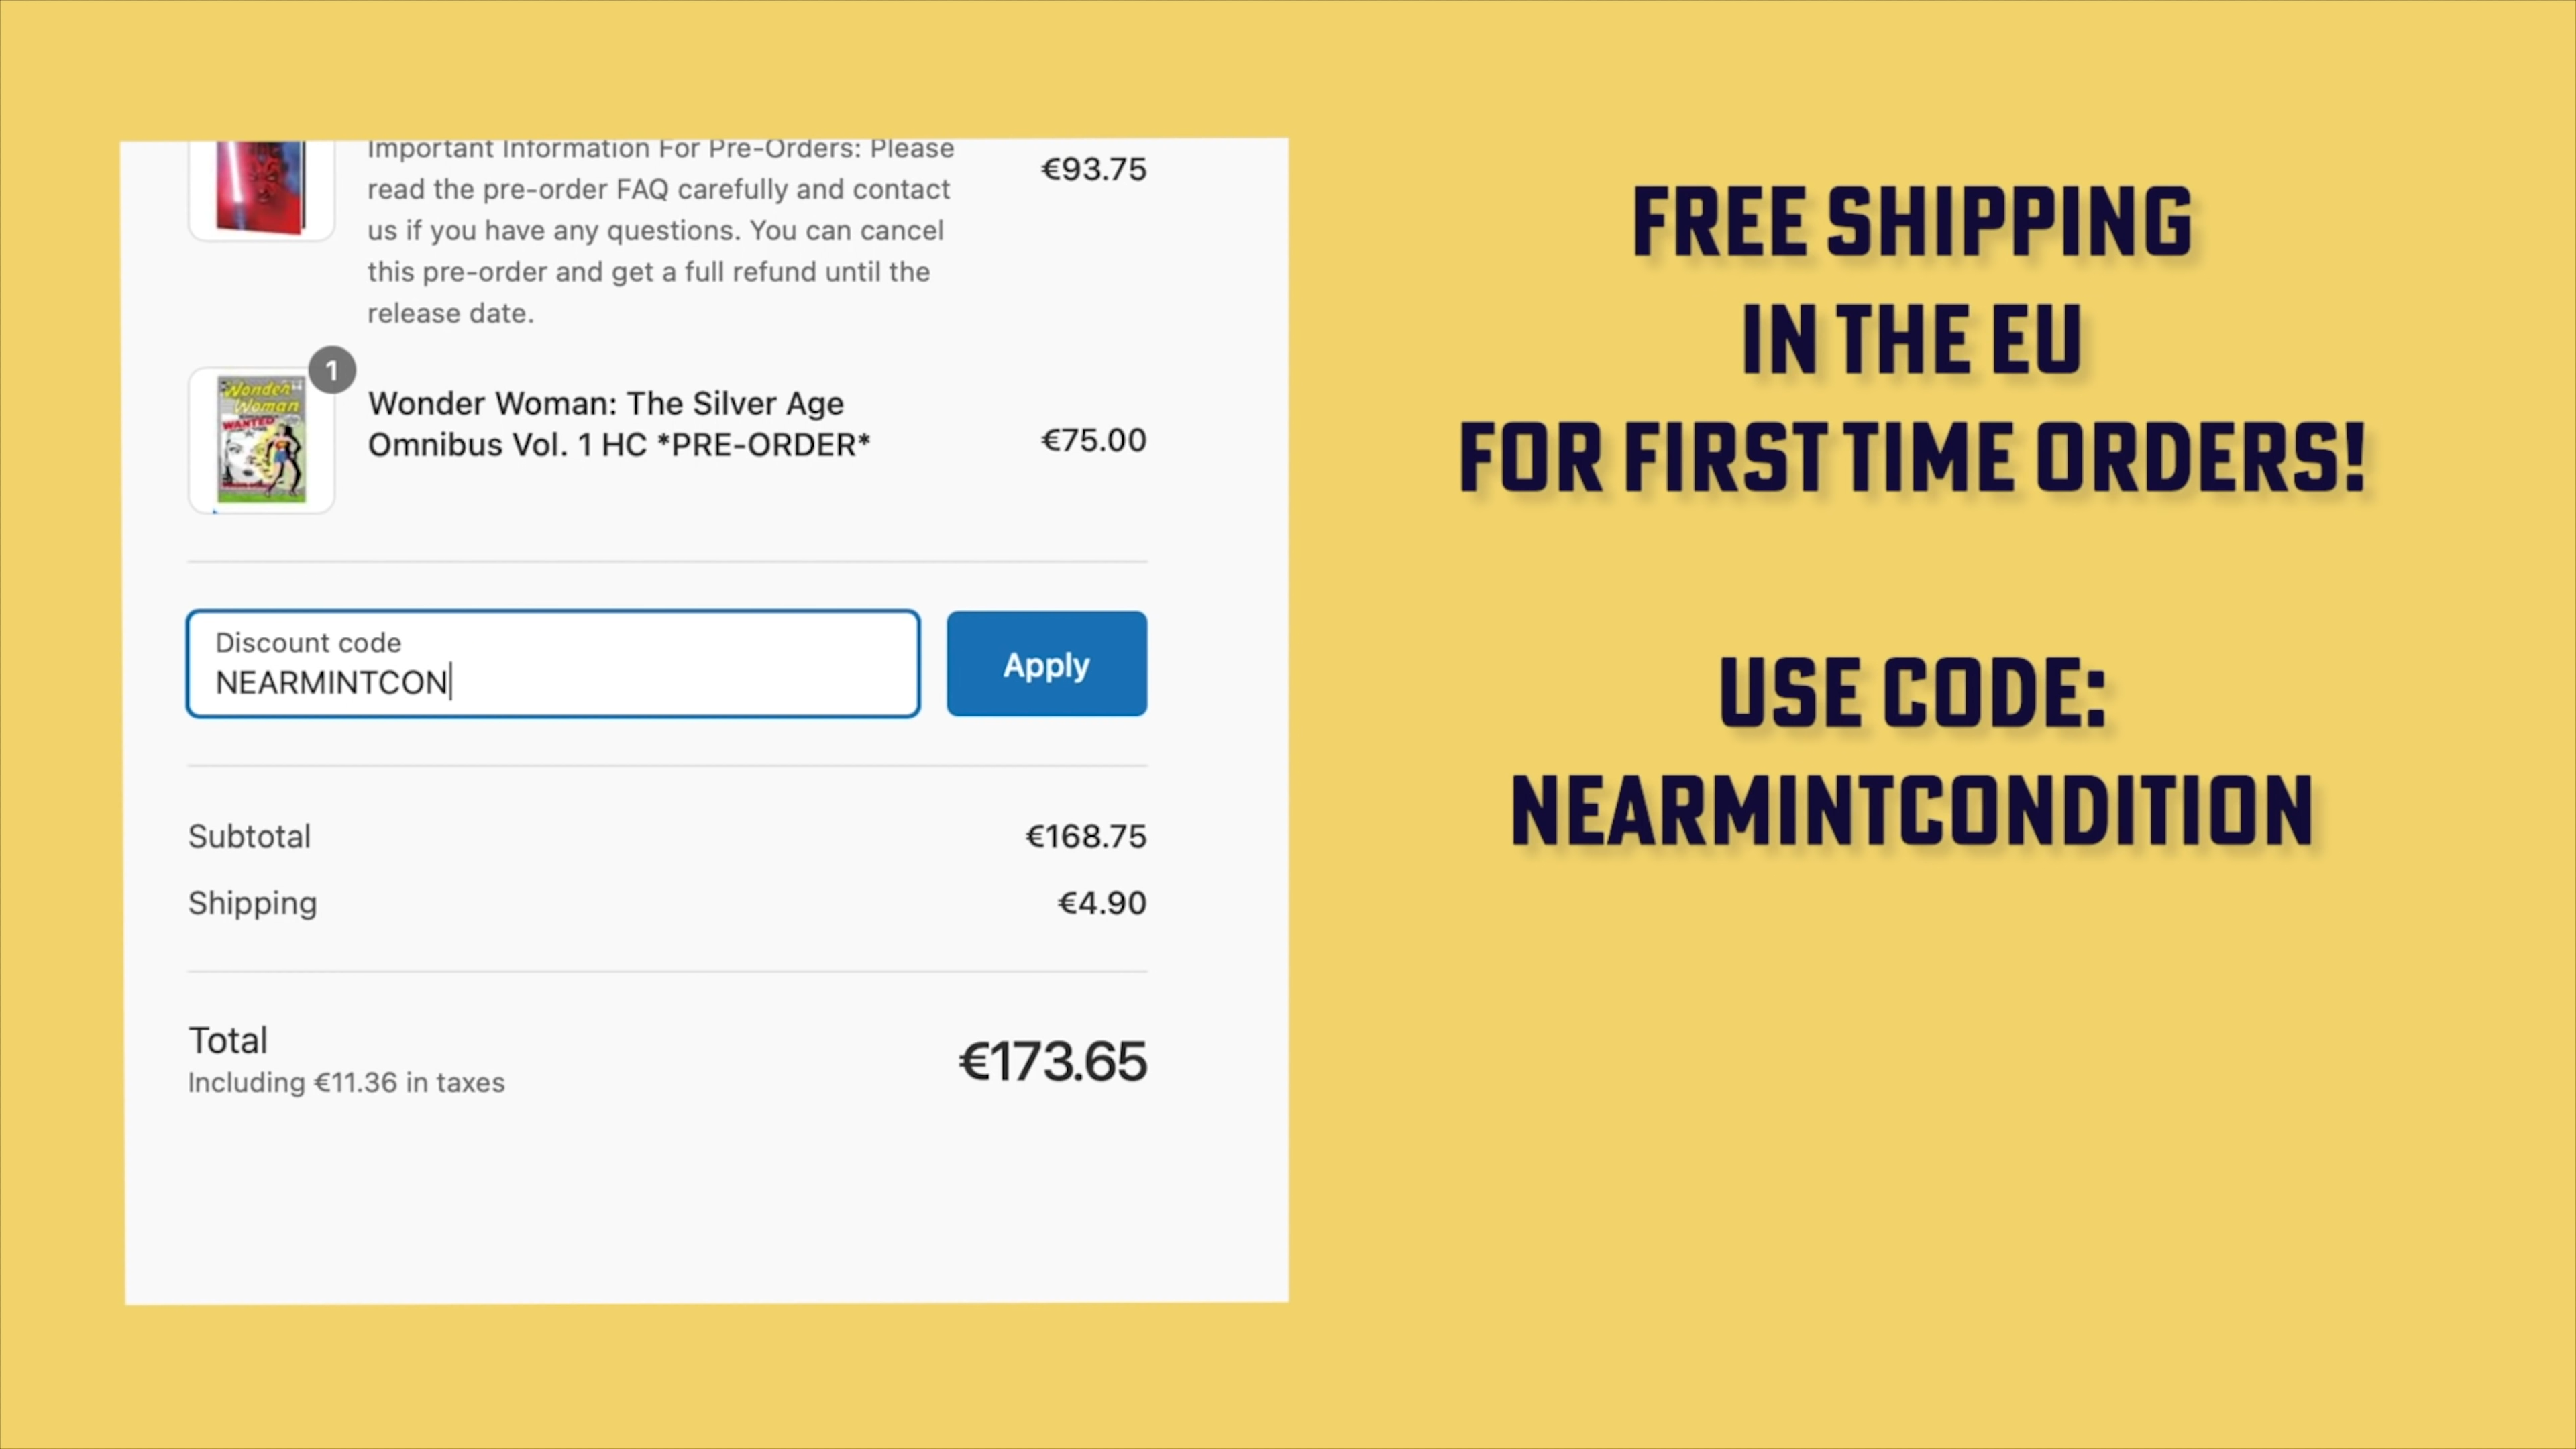 Important Information For Pre-Orders: Please
read the pre-order FAQ carefully and contact
us if you have any questions. You can cancel
this pre-order and get a full refund until the
release date.
€93.75
1
Wonder Woman
WANTED
Wonder Woman: The Silver Age
Omnibus Vol. 1 HC *PRE-ORDER*
€75.00
Discount code
NEARMINTCON
Apply
Subtotal
€168.75
Shipping
€4.90
Total
Including €11.36 in taxes
€173.65
FREE SHIPPING
IN THE EU
FOR FIRST TIME ORDERS!
USE CODE:
NEARMINTCONDITION